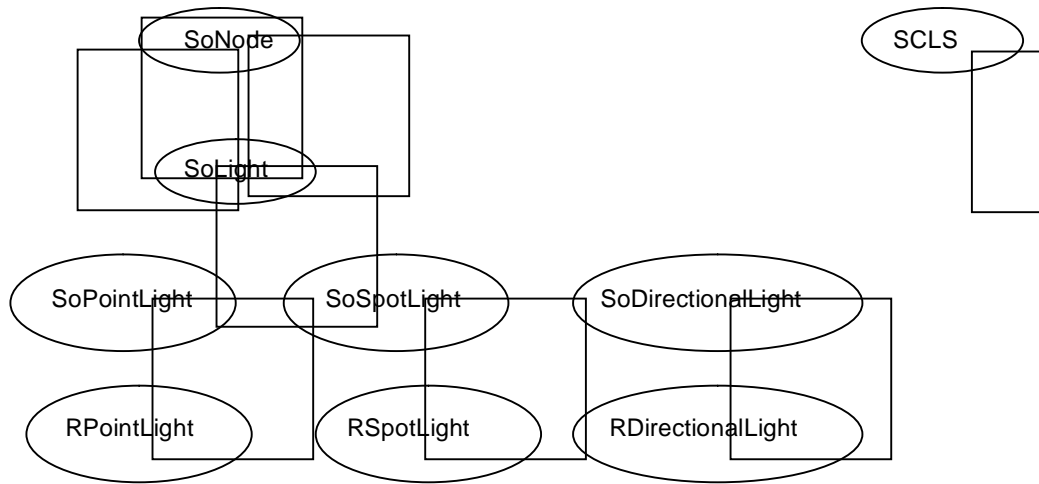 SoNode SCLS
SoLight
SoPointLight SoSpotLight SoDirectionalLight
RPointLight RSpotLight RDirectionalLight